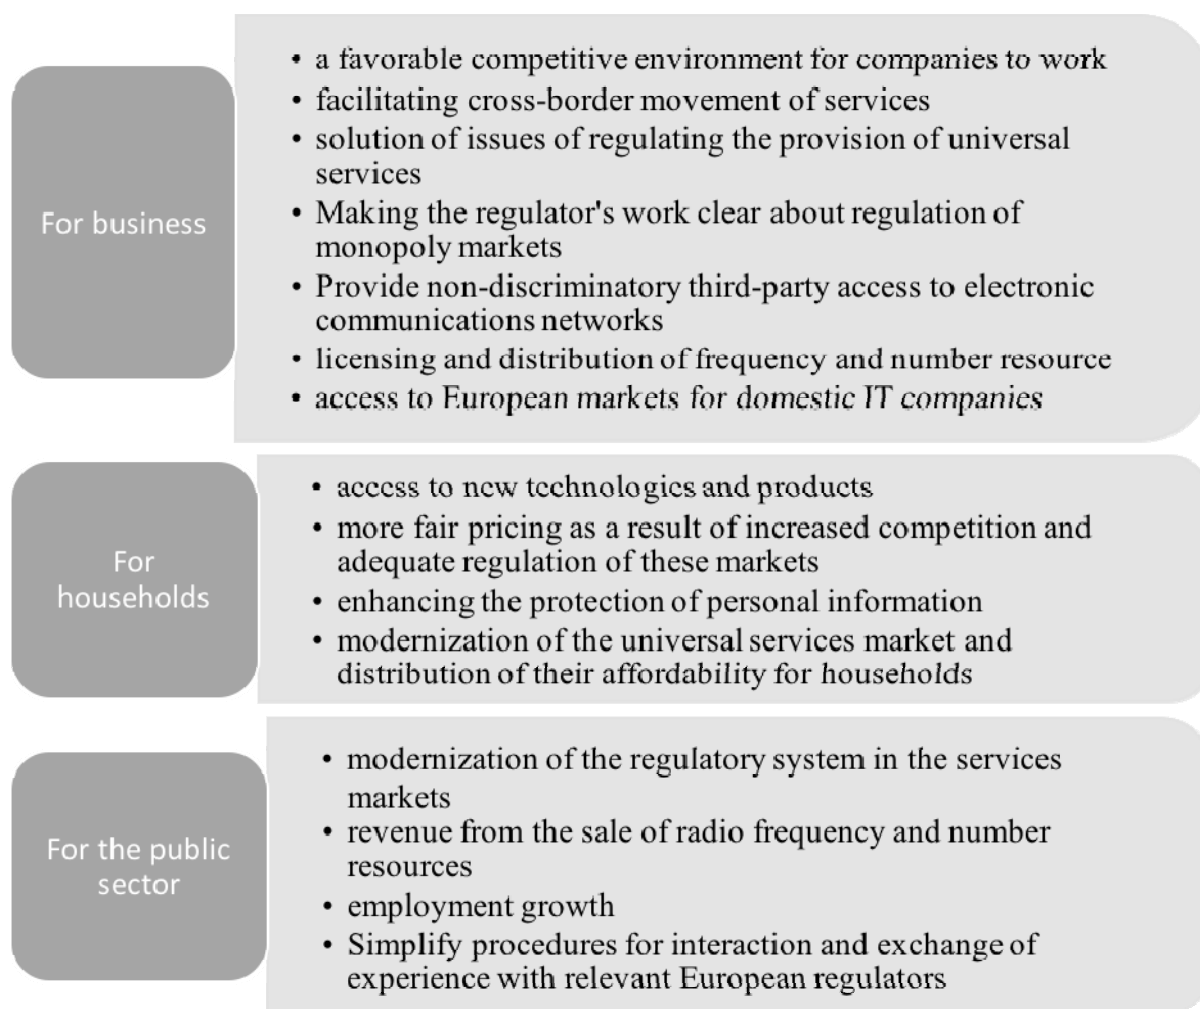 For business
• a favorable competitive environment for companies to work
• facilitating cross-border movement of services
• solution of issues of regulating the provision of universal
services
• Making the regulator's work clear about regulation of
monopoly markets
• Provide non-discriminatory third-party access to electronic
communications networks
• licensing and distribution of frequency and number resource
• access to European markets for domestic IT companies
For
households
• access to new technologies and products
• more fair pricing as a result of increased competition and
adequate regulation of these markets
• enhancing the protection of personal information
• modernization of the universal services market and
distribution of their affordability for households
For the public
sector
• modernization of the regulatory system in the services
markets
• revenue from the sale of radio frequency and number
resources
• employment growth
• Simplify procedures for interaction and exchange of
experience with relevant European regulators